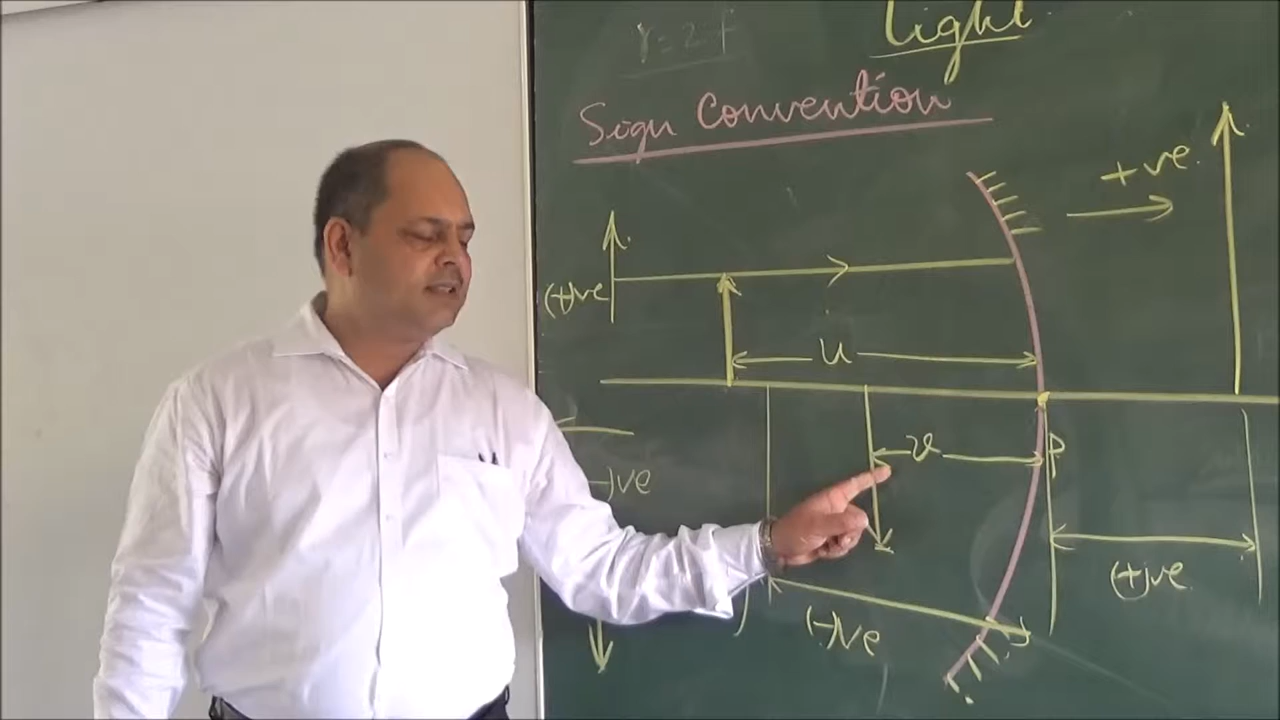 Light
r = 2f
Sign Convention
+ve
(+)ve
u
v
P
-)ve
(+)ve
(-)ve